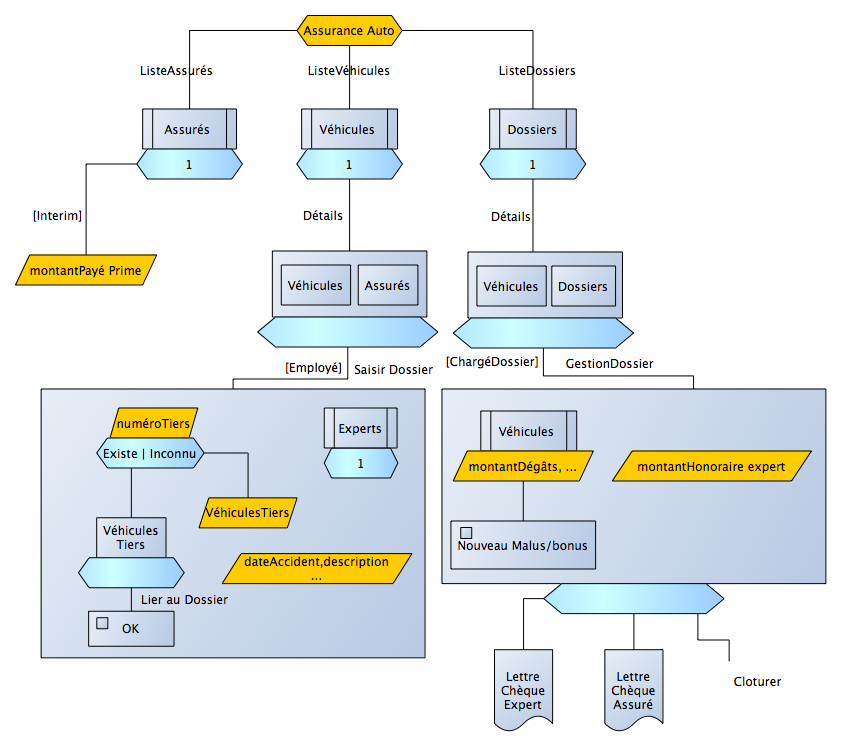 Assurance Auto
ListeAssurés
ListeVéhicules
ListeDossiers
Assurés
Véhicules
Dossiers
1
1
1
[Interim]
Détails
Détails
montantPayé Prime
Véhicules
Assurés
Véhicules
Dossiers
[Employé]
Saisir Dossier
[ChargéDossier]
GestionDossier
numéroTiers
Existe | Inconnu
Experts
1
VéhiculesTiers
Véhicules
Tiers
dateAccident,description
...
Lier au Dossier
OK
Véhicules
montantDégâts, ...
montantHonoraire expert
Nouveau Malus/bonus
Lettre
Chèque
Expert
Lettre
Chèque
Assuré
Cloturer